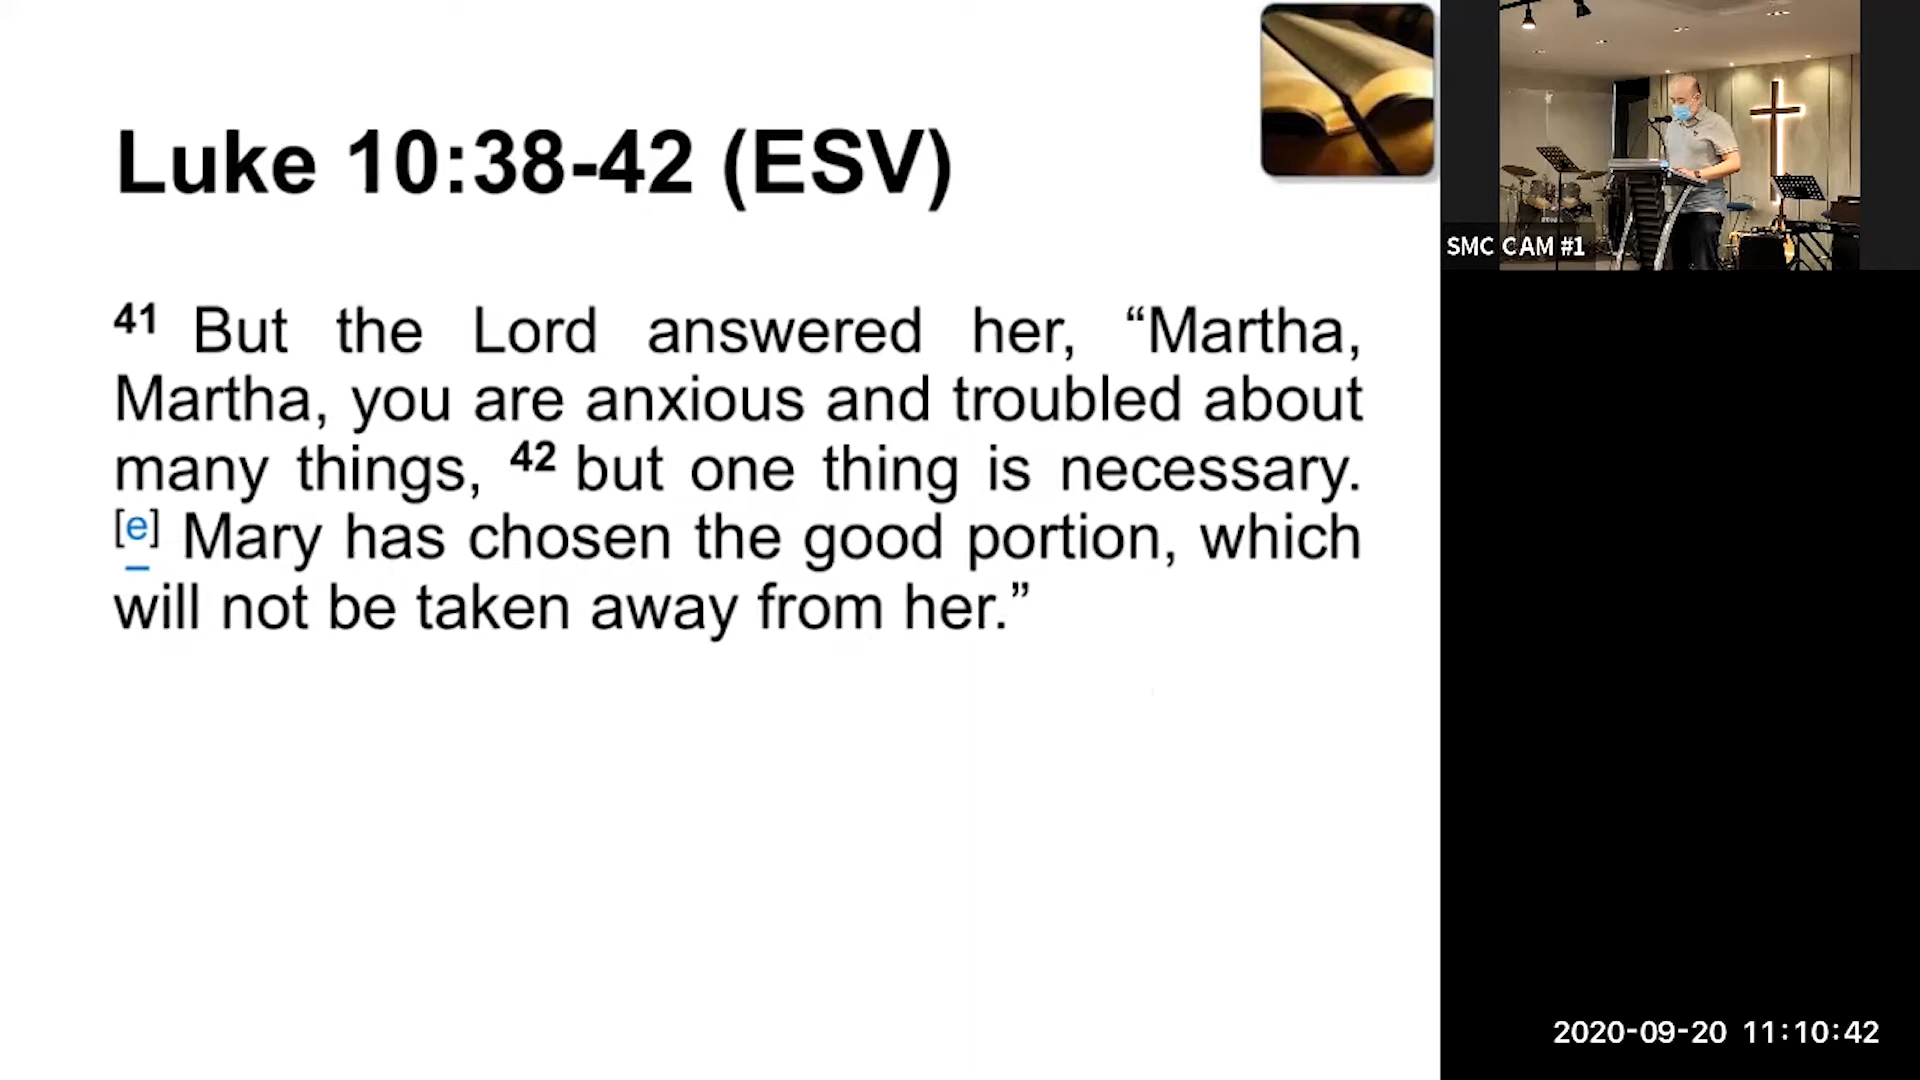 Luke 10:38-42 (ESV)
41 But the Lord answered her, “Martha,
Martha, you are anxious and troubled about
many things, 42 but one thing is necessary.
[e] Mary has chosen the good portion, which
will not be taken away from her.”
SMC CAM #1
2020-09-20 11:10:42